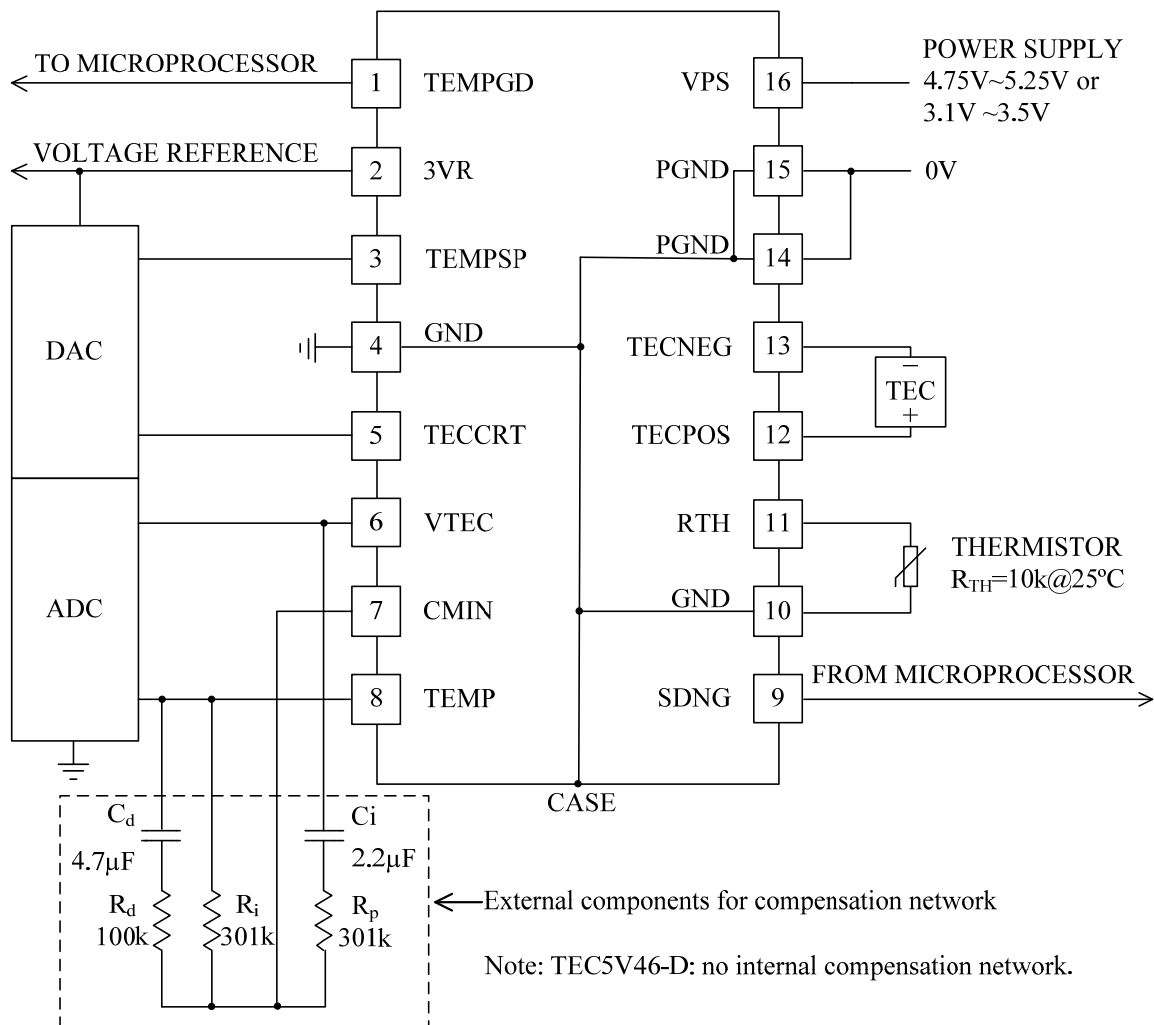 TO MICROPROCESSOR
1
TEMPGD
VPS
16
POWER SUPPLY
4.75V~5.25V or
3.1V ~3.5V
VOLTAGE REFERENCE
2
3VR
PGND
15
0V
3
TEMPSP
PGND
14
DAC
4
GND
TECNEG
13
−
TEC
+
5
TECCRT
TECPOS
12
6
VTEC
RTH
11
THERMISTOR
RTH=10k@25ºC
ADC
7
CMIN
GND
10
8
TEMP
SDNG
9
FROM MICROPROCESSOR
CASE
Cd
4.7µF
Ci
2.2µF
Rd
100k
Ri
301k
Rp
301k
External components for compensation network
Note: TEC5V46-D: no internal compensation network.